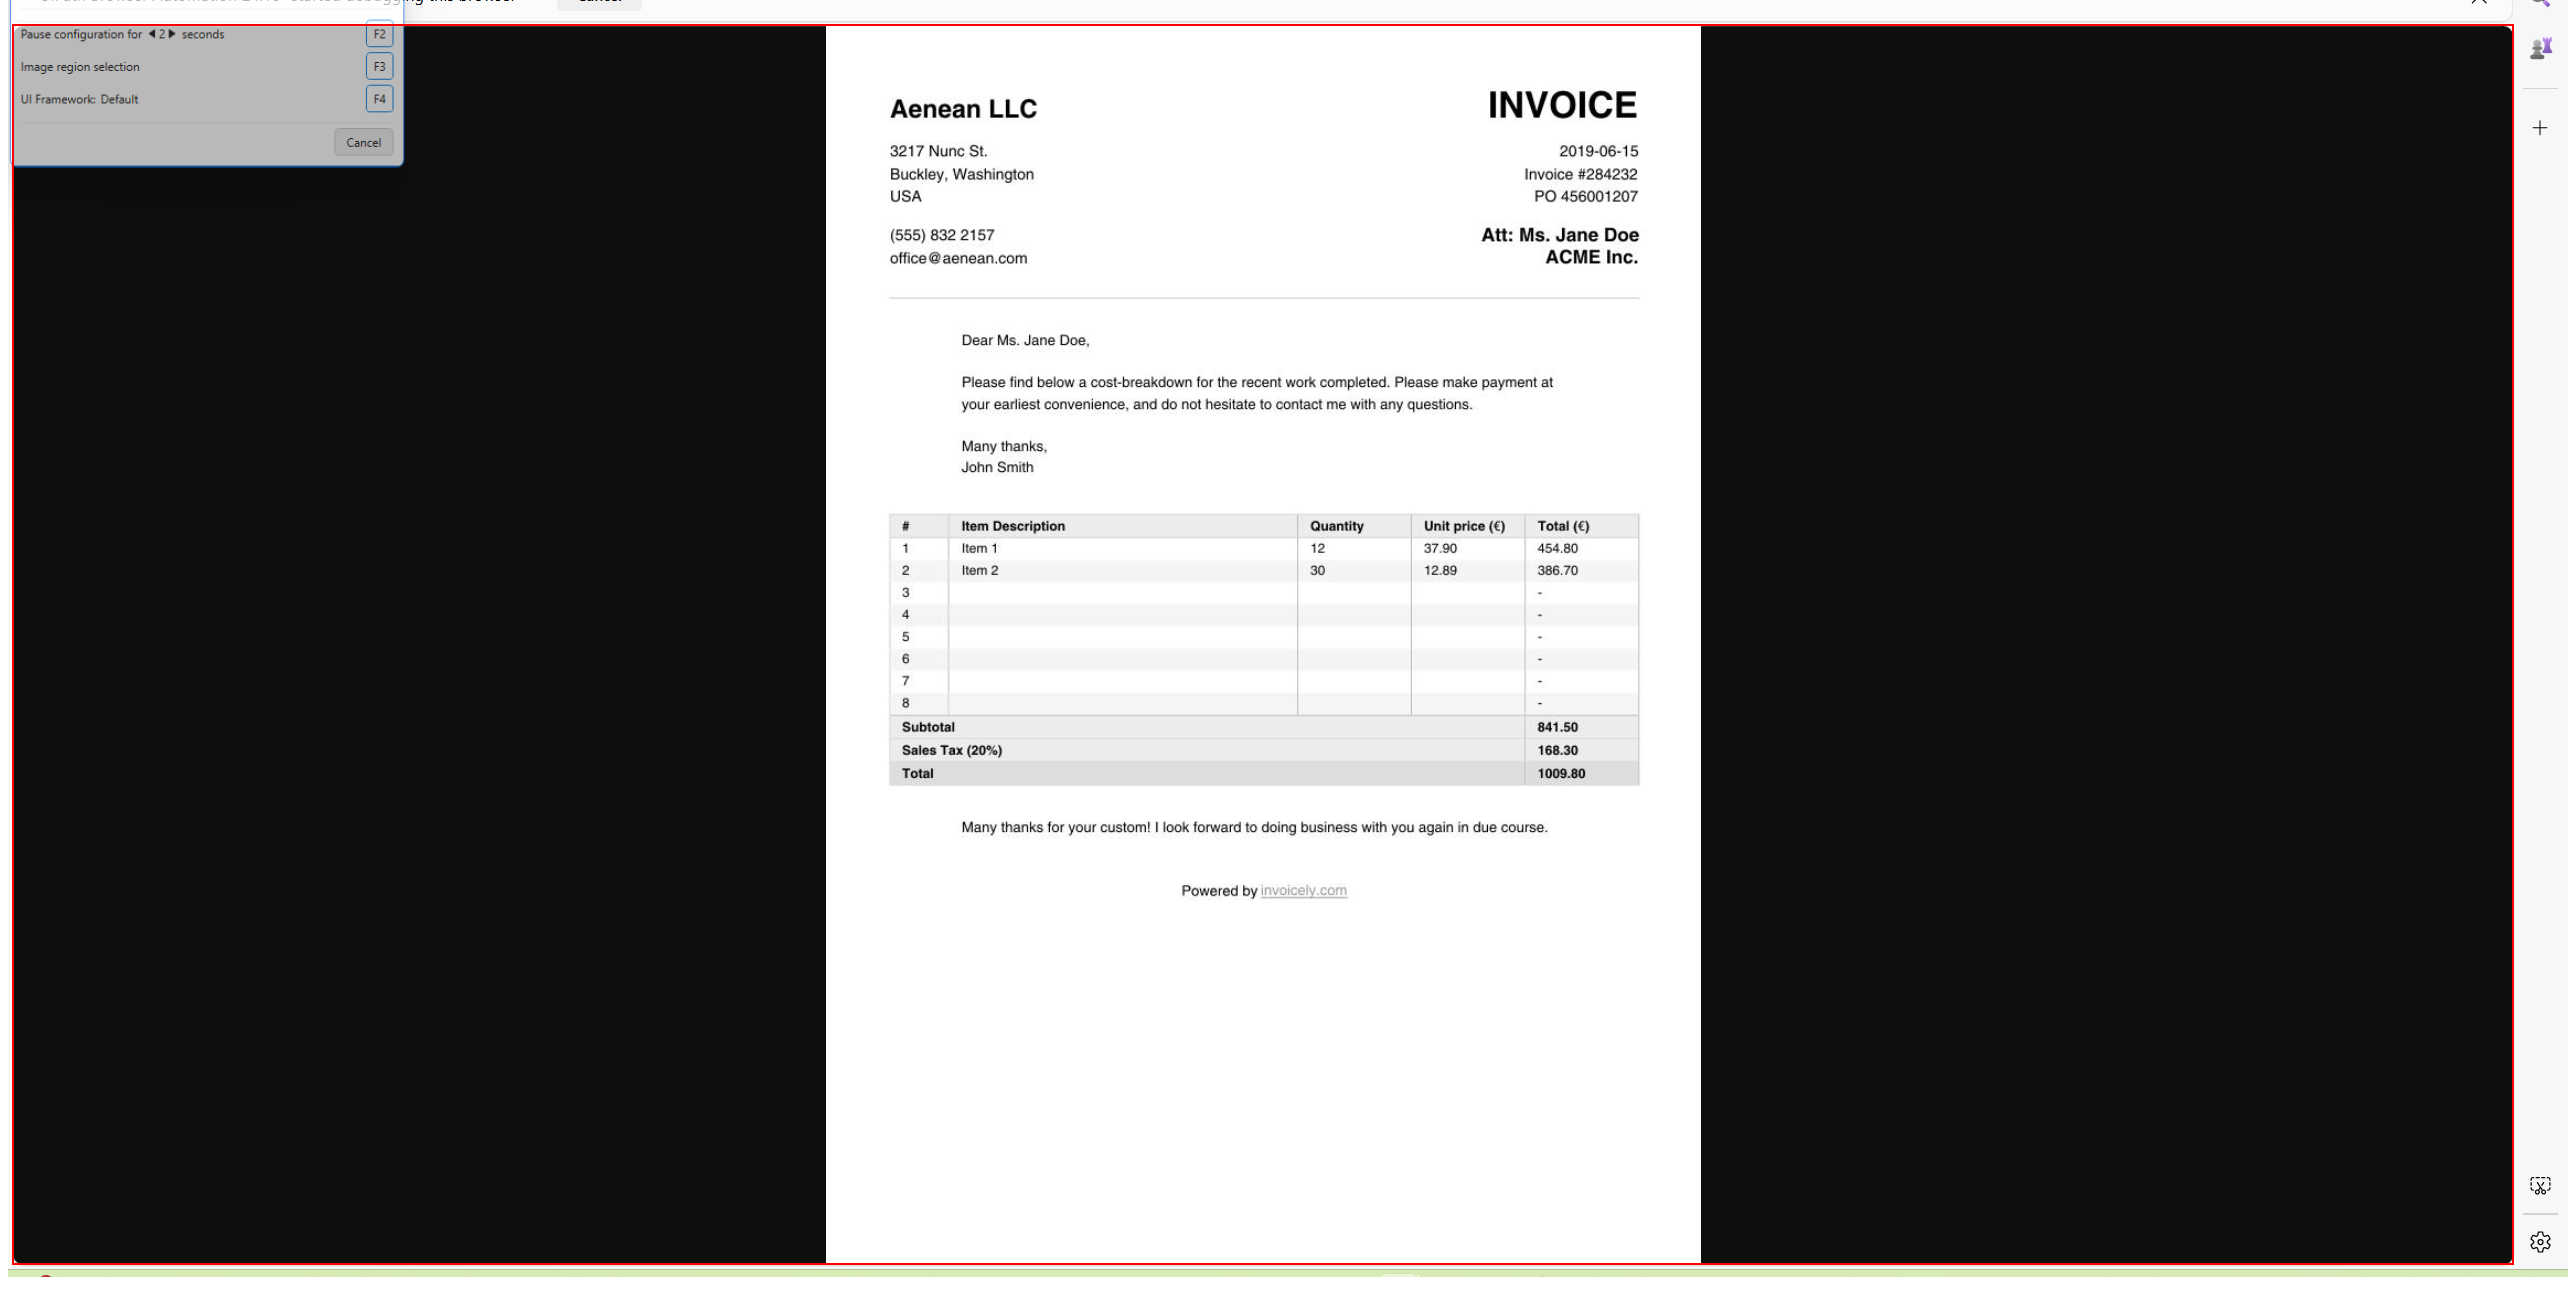 Pause configuration for ◀ 2 ▶ seconds F2
Image region selection F3
UI Framework: Default F4
Cancel
Aenean LLC
3217 Nunc St.
Buckley, Washington
USA
(555) 832 2157
office@aenean.com
INVOICE
2019-06-15
Invoice #284232
PO 456001207
Att: Ms. Jane Doe
ACME Inc.
Dear Ms. Jane Doe,
Please find below a cost-breakdown for the recent work completed. Please make payment at
your earliest convenience, and do not hesitate to contact me with any questions.
Many thanks,
John Smith
# Item Description Quantity Unit price (€) Total (€)
1 Item 1 12 37.90 454.80
2 Item 2 30 12.89 386.70
3 -
4 -
5 -
6 -
7 -
8 -
Subtotal 841.50
Sales Tax (20%) 168.30
Total 1009.80
Many thanks for your custom! I look forward to doing business with you again in due course.
Powered by invoicely.com